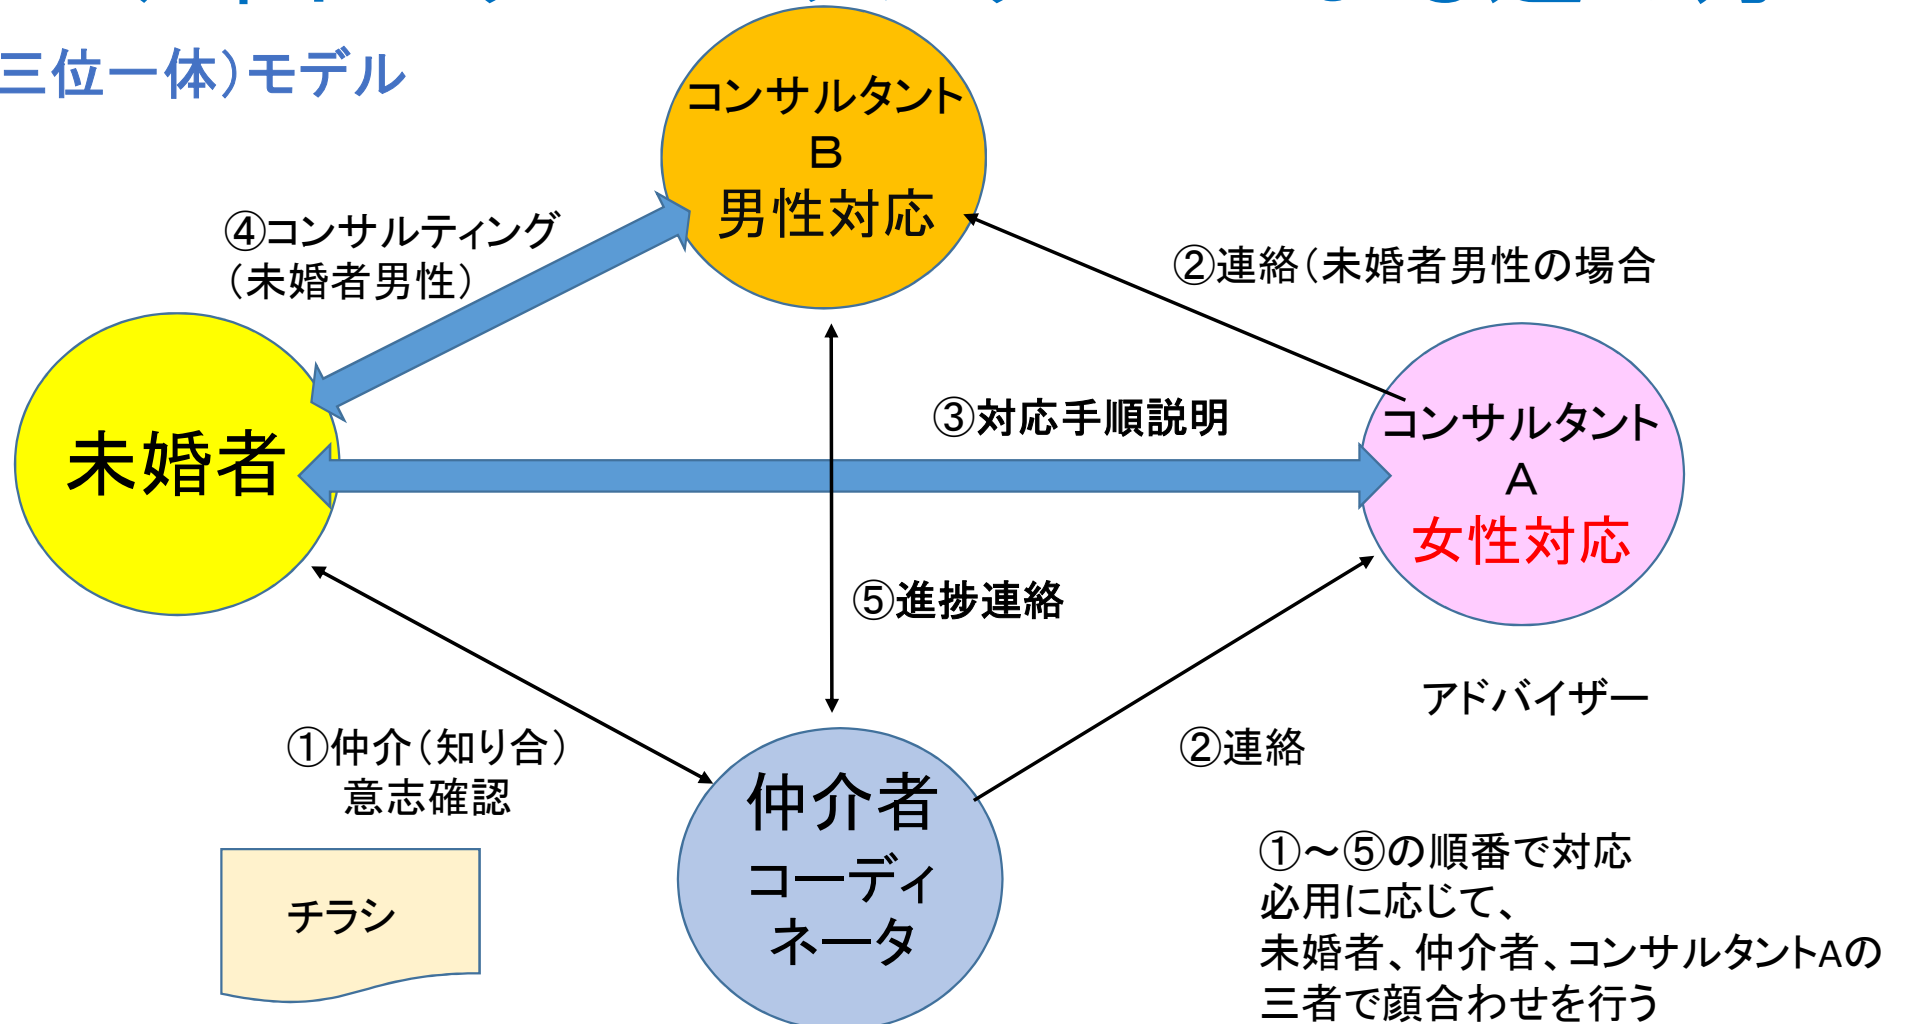 三位一体）モデル
コンサルタント
B
男性対応
④コンサルティング
（未婚者男性）
②連絡（未婚者男性の場合
未婚者
③対応手順説明
コンサルタント
A
女性対応
⑤進捗連絡
アドバイザー
①仲介（知り合）
意志確認
②連絡
仲介者
コーディ
ネータ
チラシ
①～⑤の順番で対応
必用に応じて、
未婚者、仲介者、コンサルタントAの
三者で顔合わせを行う